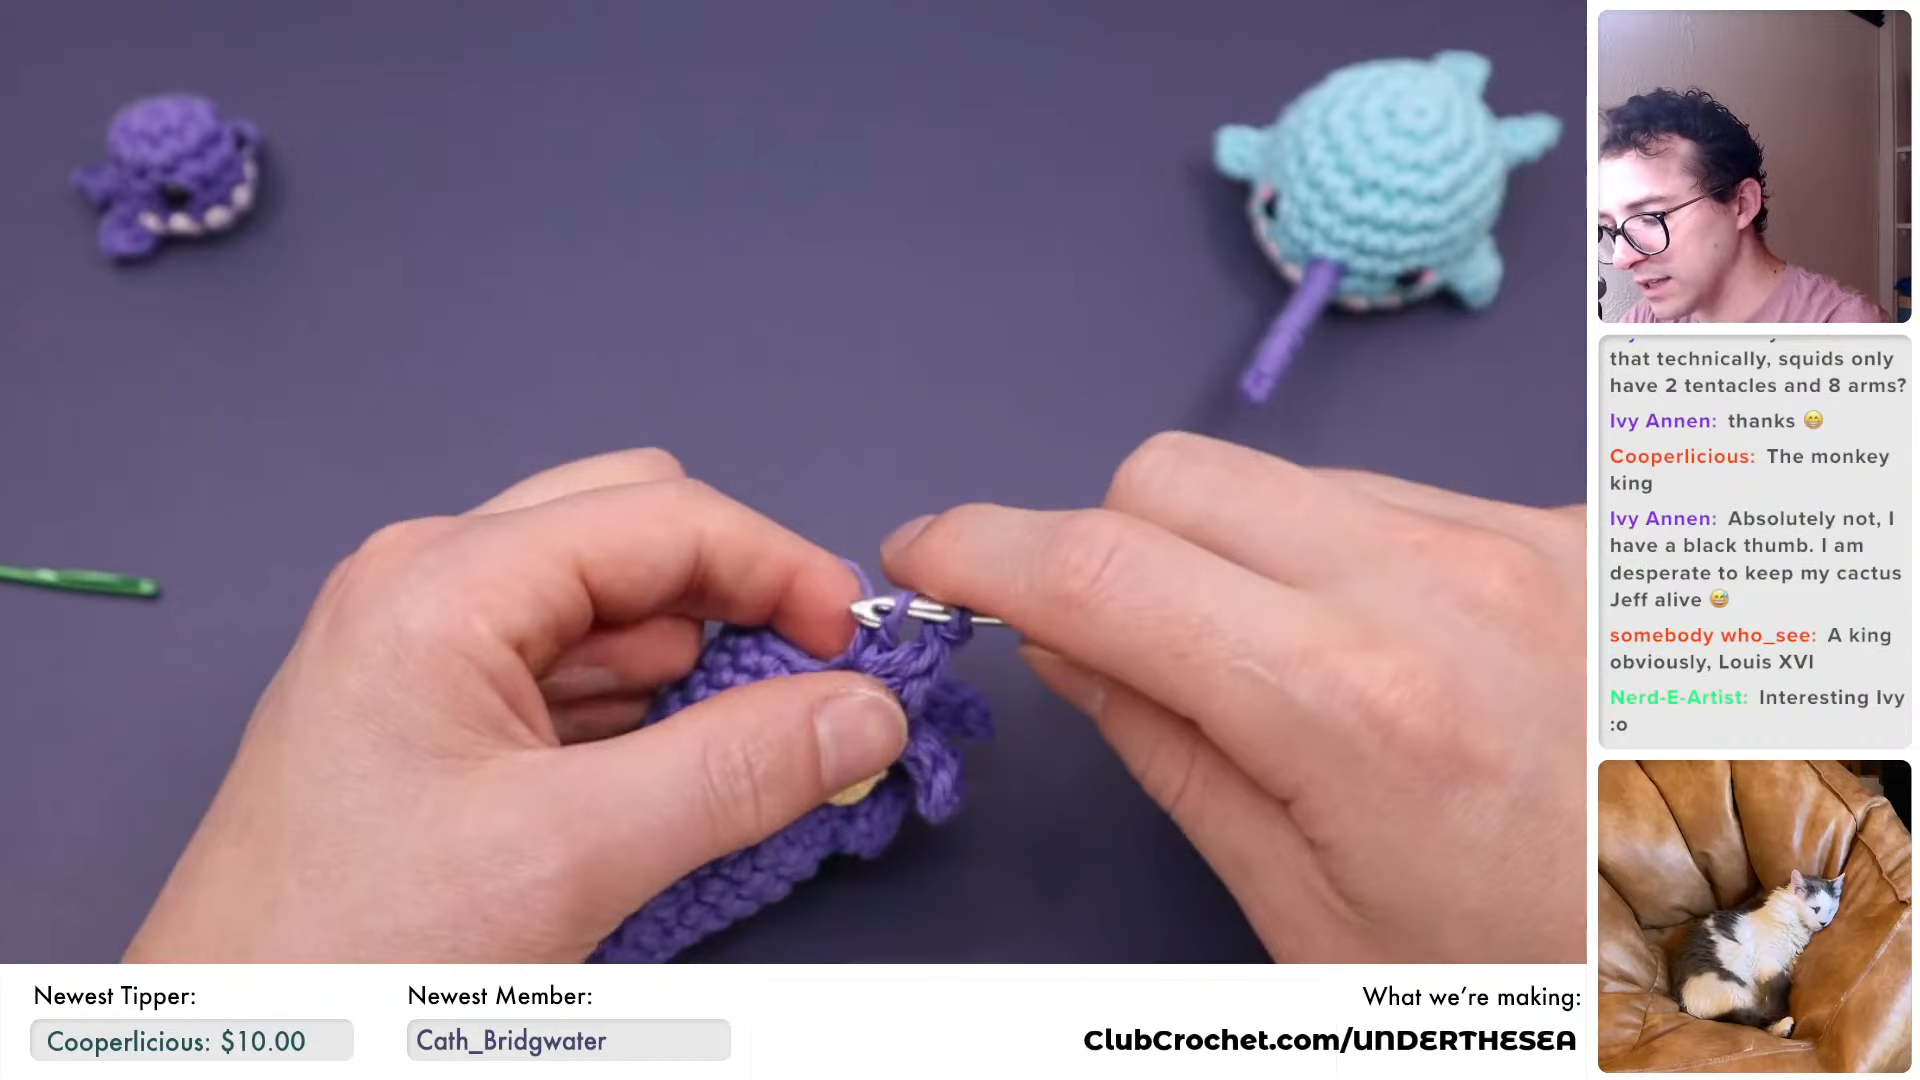 that technically, squids only
have 2 tentacles and 8 arms?
Ivy Annen: thanks 😁
Cooperlicious: The monkey
king
Ivy Annen: Absolutely not, I
have a black thumb. I am
desperate to keep my cactus
Jeff alive 😅
somebody who_see: A king
obviously, Louis XVI
Nerd-E-Artist: Interesting Ivy
:o
Newest Tipper:
Cooperlicious: $10.00
Newest Member:
Cath_Bridgwater
What we're making:
ClubCrochet.com/UNDERTHESEA